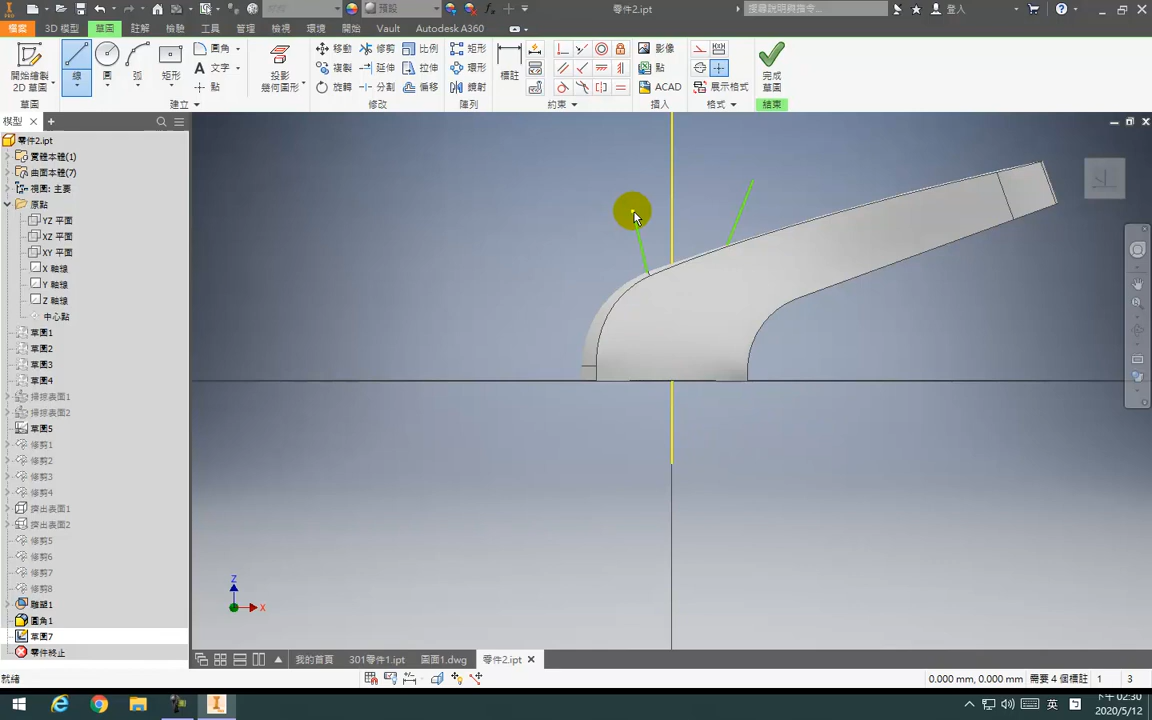 預設
零件2.ipt
搜尋說明與指令...
登入
檔案 3D 模型 草圖 註解 檢驗 工具 管理 檢視 環境 開始 Vault Autodesk A360
開始繪製
2D 草圖
線 圓 弧 矩形
圓角
文字
點
投影
幾何圖形
移動 修剪 比例
複製 延伸 拉伸
旋轉 分割 偏移
矩形
環形
鏡射
標註
影像
點
ACAD
展示格式
完成
草圖
草圖 建立 修改 陣列 約束 插入 格式 結束
模型
零件2.ipt
實體本體(1)
曲面本體(7)
視圖: 主要
原點
YZ 平面
XZ 平面
XY 平面
X 軸線
Y 軸線
Z 軸線
中心點
草圖1
草圖2
草圖3
草圖4
掃掠表面1
掃掠表面2
草圖5
修剪1
修剪2
修剪3
修剪4
擠出表面1
擠出表面2
修剪5
修剪6
修剪7
修剪8
雕塑1
圓角1
草圖7
零件終止
Z
X
我的首頁 301零件1.ipt 圖面1.dwg 零件2.ipt
就緒
0.000 mm, 0.000 mm 需要 4 個標註 1 3
英
下午 02:30
2020/5/12